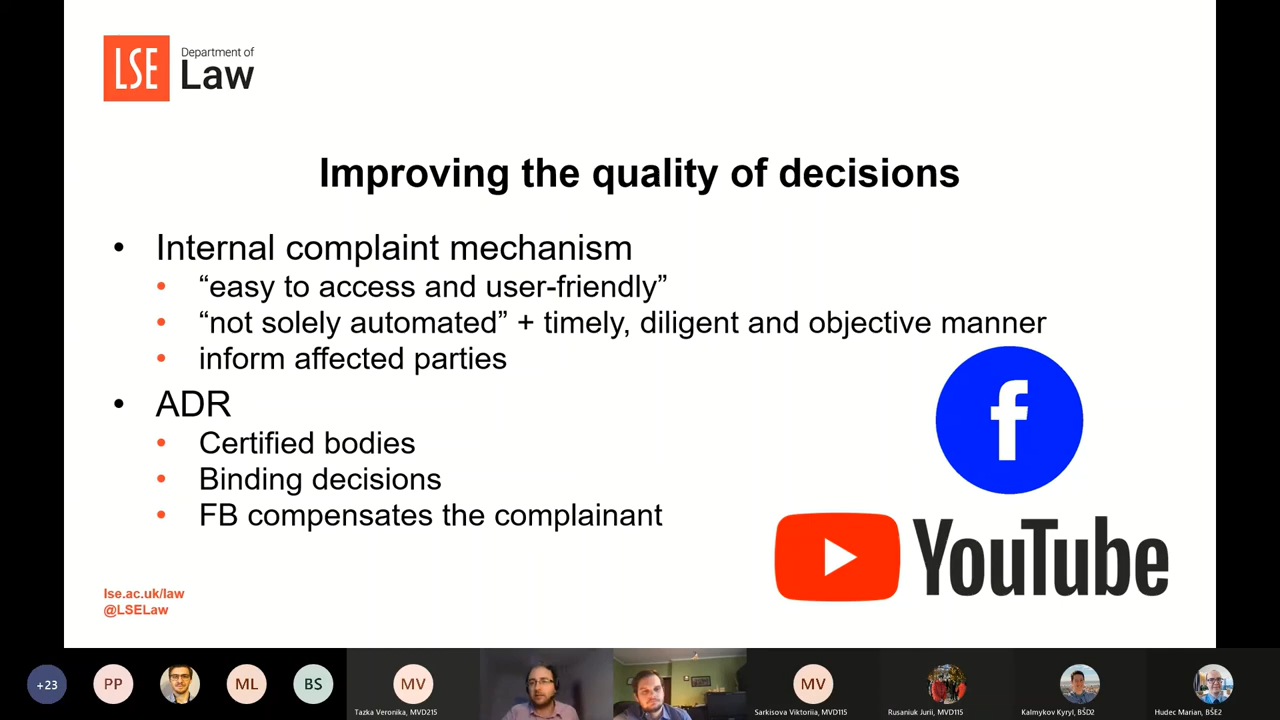 LSE
Department of
Law
Improving the quality of decisions
• Internal complaint mechanism
• “easy to access and user-friendly”
• “not solely automated” + timely, diligent and objective manner
• inform affected parties
• ADR
• Certified bodies
• Binding decisions
• FB compensates the complainant
f
YouTube
lse.ac.uk/law
@LSELaw
+23
PP
ML
BS
MV
MV
Tazka Veronika, MVD215
Sarkisova Viktoriia, MVD115
Rusaniuk Jurii, MVD115
Kalmykov Kyryl, BŠD2
Hudec Marian, BŠE2